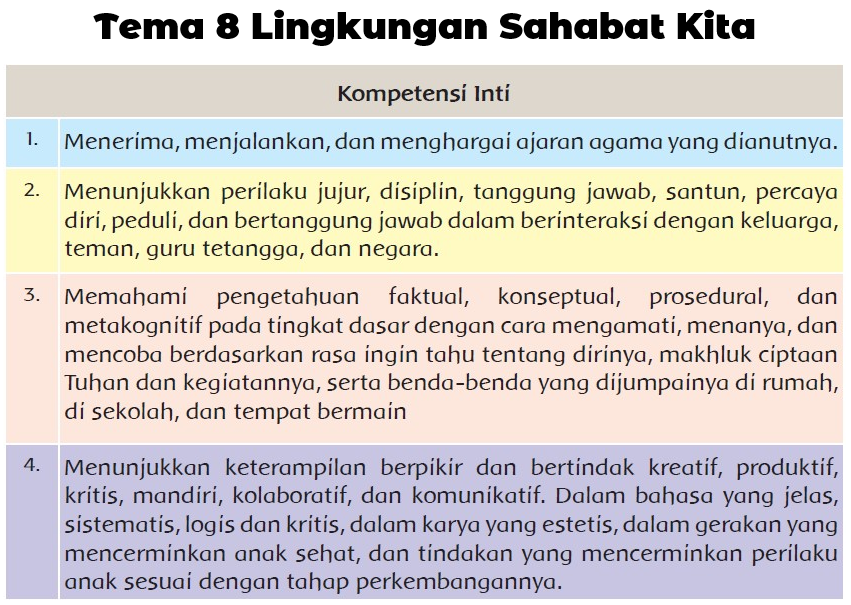 Tema 8 Lingkungan Sahabat Kita
Kompetensi Inti
1. Menerima, menjalankan, dan menghargai ajaran agama yang dianutnya.
2. Menunjukkan perilaku jujur, disiplin, tanggung jawab, santun, percaya
diri, peduli, dan bertanggung jawab dalam berinteraksi dengan keluarga,
teman, guru tetangga, dan negara.
3. Memahami pengetahuan faktual, konseptual, prosedural, dan
metakognitif pada tingkat dasar dengan cara mengamati, menanya, dan
mencoba berdasarkan rasa ingin tahu tentang dirinya, makhluk ciptaan
Tuhan dan kegiatannya, serta benda-benda yang dijumpainya di rumah,
di sekolah, dan tempat bermain
4. Menunjukkan keterampilan berpikir dan bertindak kreatif, produktif,
kritis, mandiri, kolaboratif, dan komunikatif. Dalam bahasa yang jelas,
sistematis, logis dan kritis, dalam karya yang estetis, dalam gerakan yang
mencerminkan anak sehat, dan tindakan yang mencerminkan perilaku
anak sesuai dengan tahap perkembangannya.